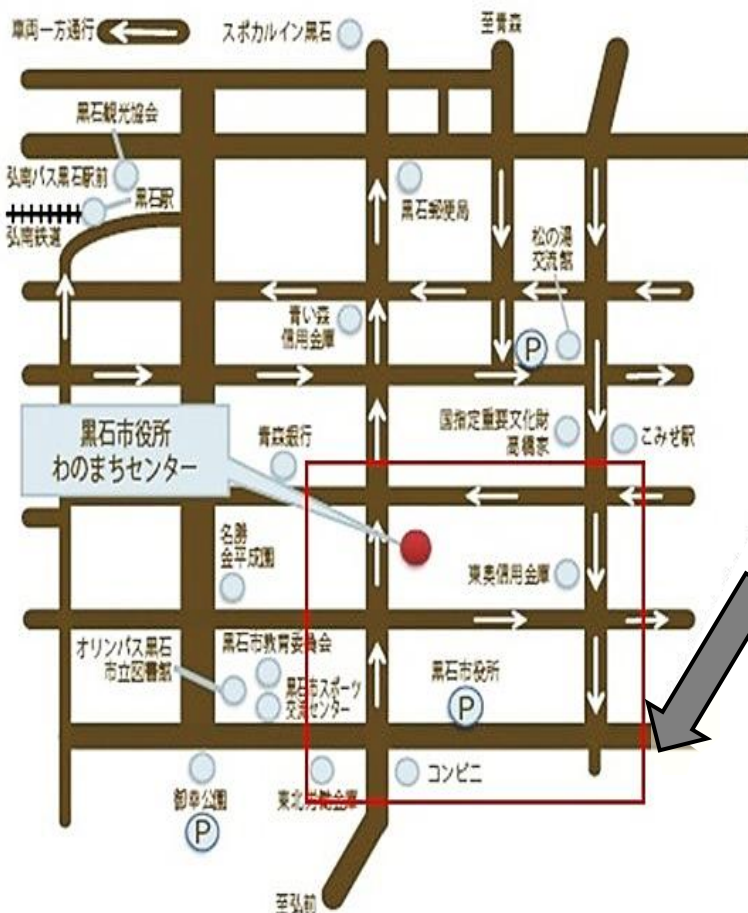 車両一方通行
スポカルイン黒石
至青森
黒石観光協会
弘南バス黒石駅前
黒石駅
弘南鉄道
黒石郵便局
松の湯
交流館
青い森
信用金庫
P
国指定重要文化財
高橋家
こみせ駅
黒石市役所
わのまちセンター
青森銀行
名勝
金平成園
東奥信用金庫
オリンパス黒石
市立図書館
黒石市教育委員会
黒石市スポーツ
交流センター
黒石市役所
P
御幸公園
P
東北労働金庫
コンビニ
至弘前